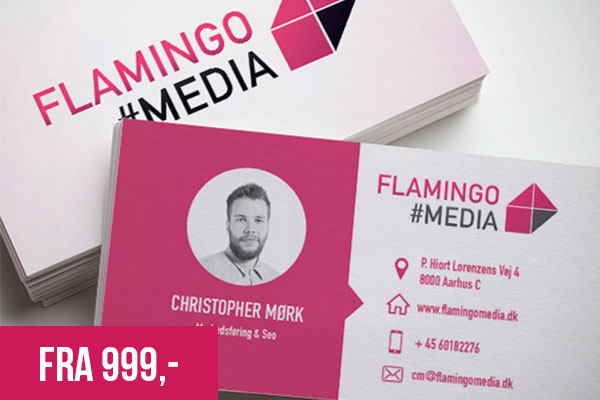 FLAMINGO
#MEDIA
CHRISTOPHER MØRK
& Seo
FLAMINGO
#MEDIA
P. Hiort Lorenzens Vej 4
8000 Aarhus C
www.flamingomedia.dk
+ 45 60182276
cm@flamingomedia.dk
FRA 999,-